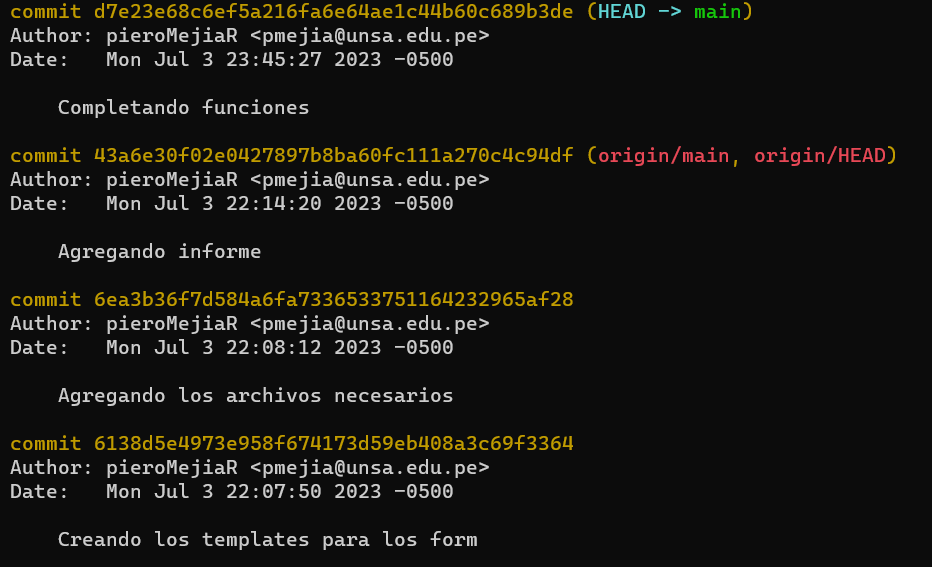 commit d7e23e68c6ef5a216fa6e64ae1c44b60c689b3de (HEAD -> main)
Author: pieroMejiaR <pmejia@unsa.edu.pe>
Date:   Mon Jul 3 23:45:27 2023 -0500
Completando funciones
commit 43a6e30f02e0427897b8ba60fc111a270c4c94df (origin/main, origin/HEAD)
Author: pieroMejiaR <pmejia@unsa.edu.pe>
Date:   Mon Jul 3 22:14:20 2023 -0500
Agregando informe
commit 6ea3b36f7d584a6fa7336533751164232965af28
Author: pieroMejiaR <pmejia@unsa.edu.pe>
Date:   Mon Jul 3 22:08:12 2023 -0500
Agregando los archivos necesarios
commit 6138d5e4973e958f674173d59eb408a3c69f3364
Author: pieroMejiaR <pmejia@unsa.edu.pe>
Date:   Mon Jul 3 22:07:50 2023 -0500
Creando los templates para los form